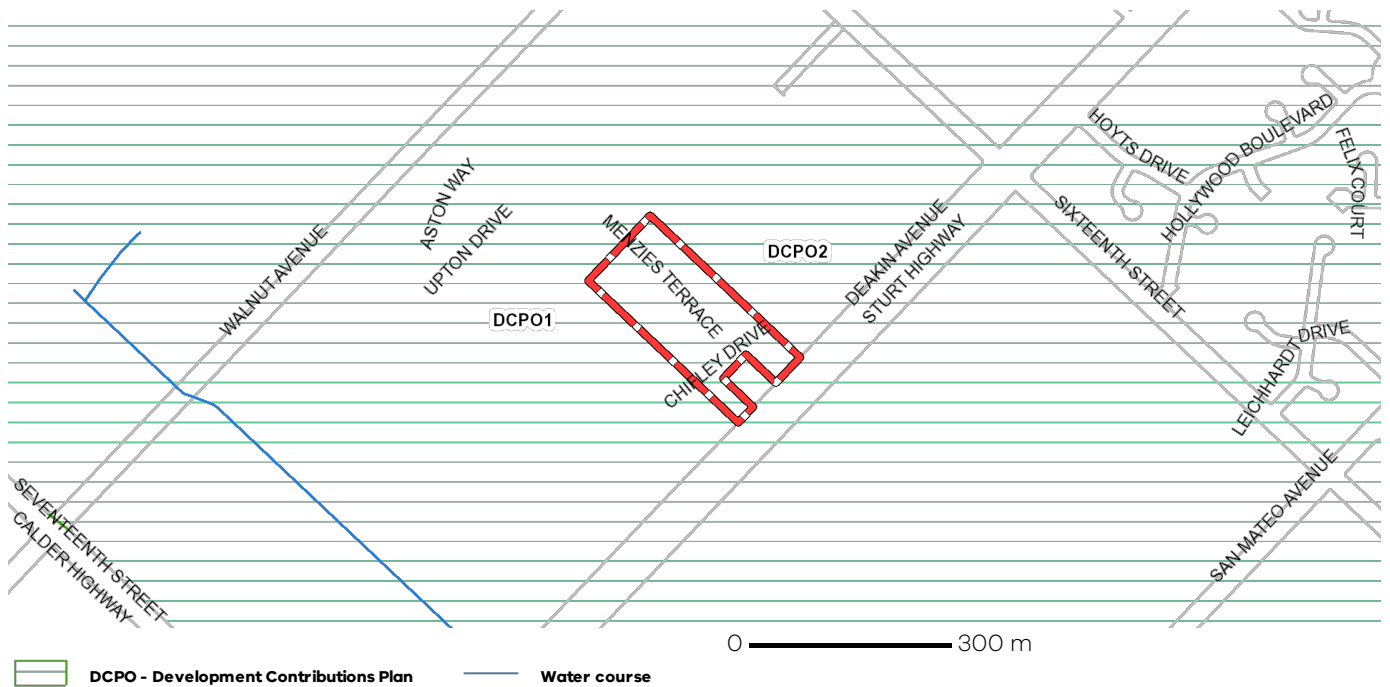 HOYTS DRIVE
HOLLYWOOD BOULEVARD
FELIX COURT
ASTON WAY
UPTON DRIVE
MENZIES TERRACE
DCPO2
DEAKIN AVENUE
STURT HIGHWAY
SIXTEENTH STREET
WALNUT AVENUE
DCPO1
CHIFLEY DRIVE
LEICHHARDT DRIVE
SAN MATEO AVENUE
SEVENTEENTH STREET
CALDER HIGHWAY
0 300 m
DCPO - Development Contributions Plan
Water course